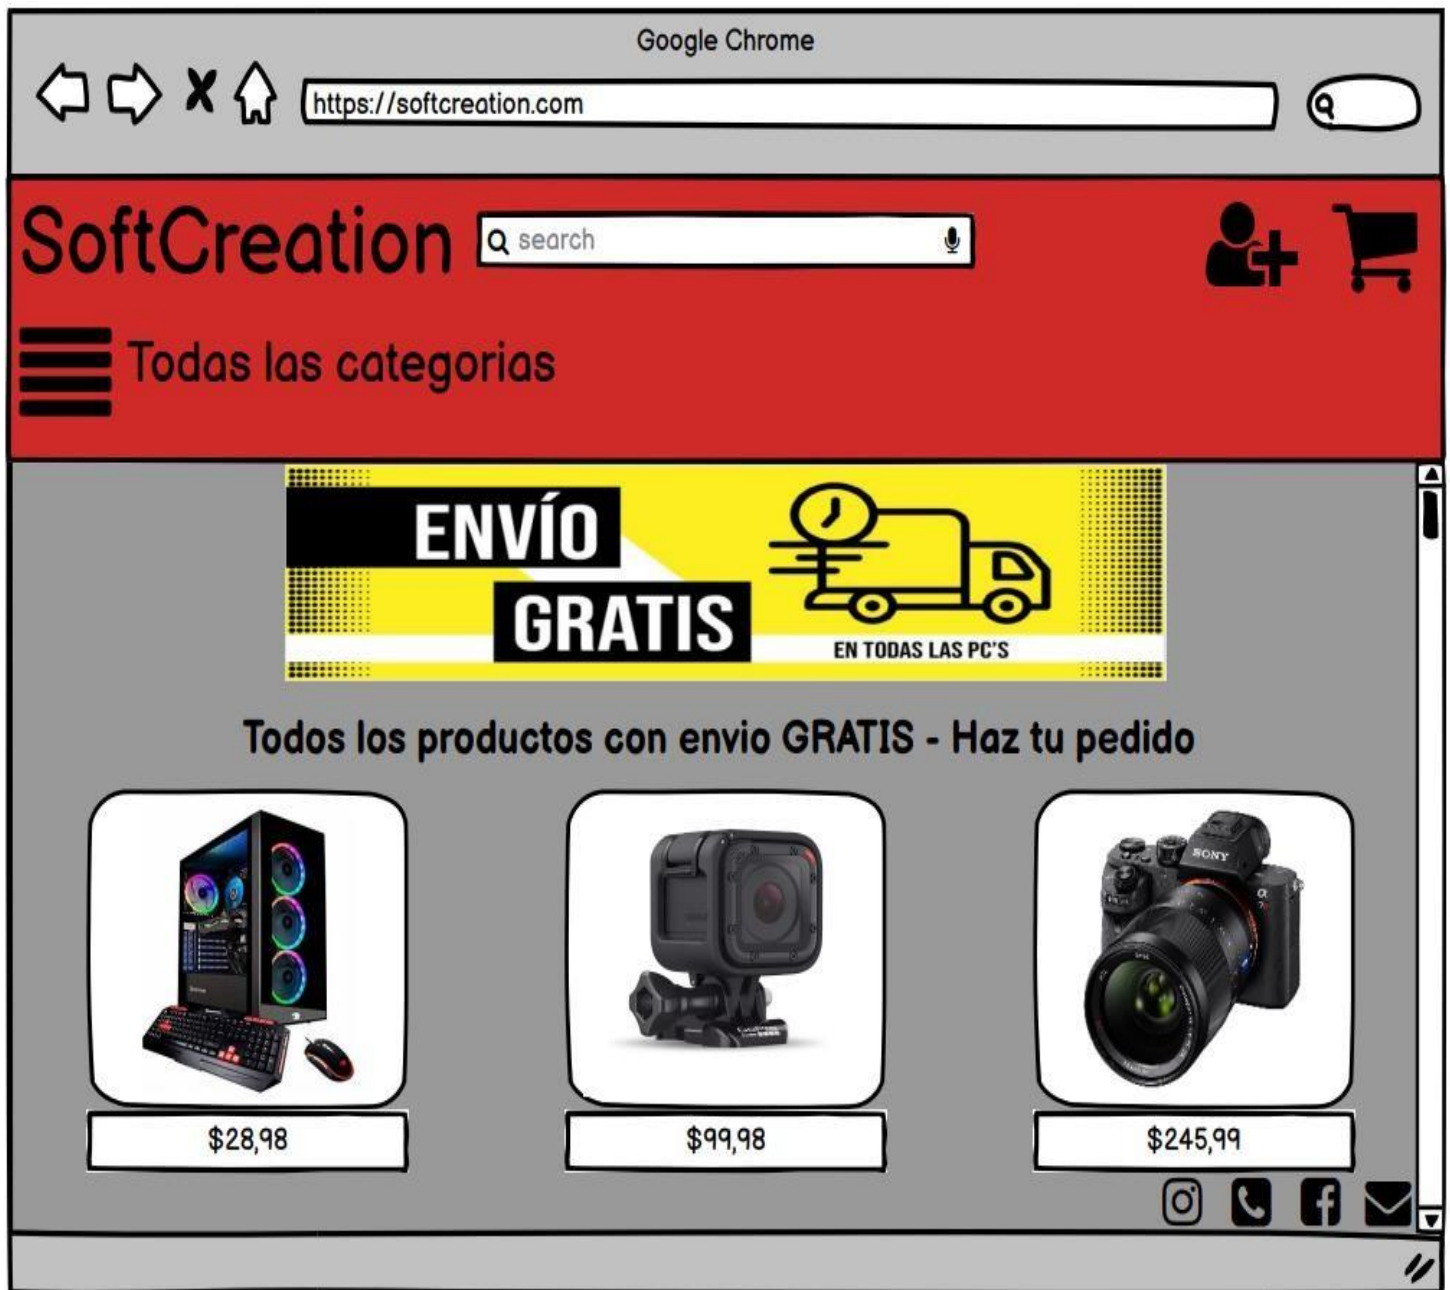 Google Chrome
https://softcreation.com
SoftCreation
search
Todas las categorias
ENVÍO
GRATIS
EN TODAS LAS PC'S
Todos los productos con envio GRATIS - Haz tu pedido
SONY
$28,98
$99,98
$245,99